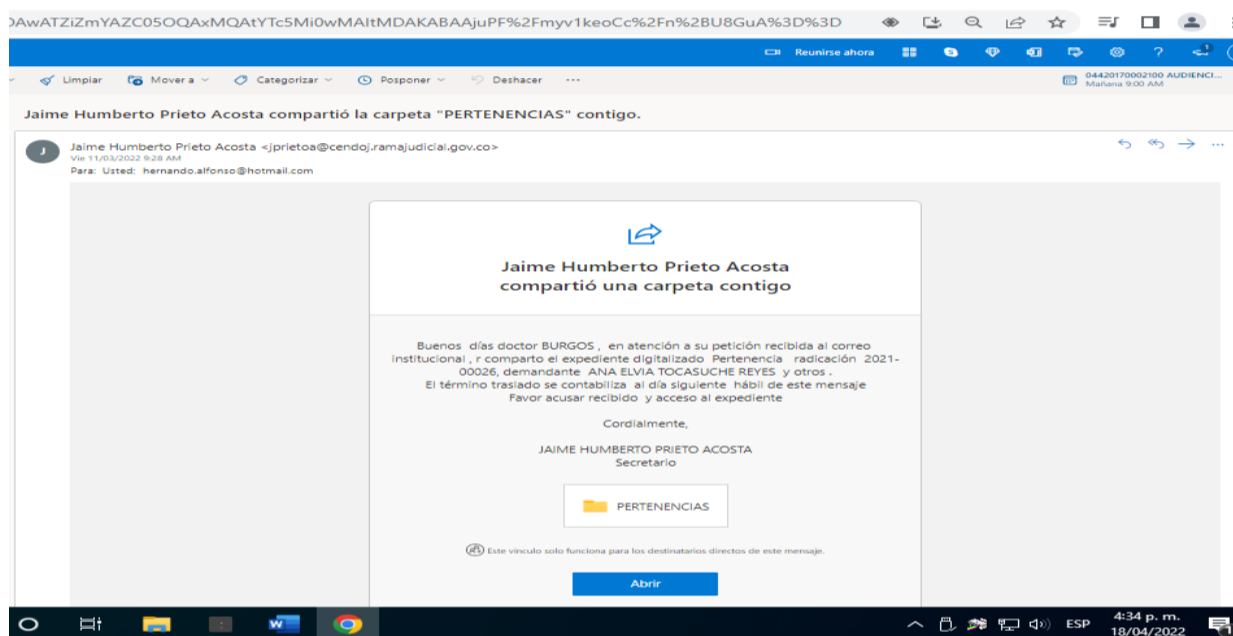 OAwATZiZmYAZC05OQAxMQAtYTc5Mi0wMAItMDAKABAAjuPF%2Fmyv1keoCc%2Fn%2BU8GuA%3D%3D
Reunirse ahora
Limpiar Mover a Categorizar Posponer Deshacer ...
04420170002100 AUDIENCI...
Mañana 9:00 AM
Jaime Humberto Prieto Acosta compartió la carpeta "PERTENENCIAS" contigo.
J
Jaime Humberto Prieto Acosta <jprietoa@cendoj.ramajudicial.gov.co>
Vie 11/03/2022 9:28 AM
Para: Usted: hernando.alfonso@hotmail.com
Jaime Humberto Prieto Acosta
compartió una carpeta contigo
Buenos días doctor BURGOS , en atención a su petición recibida al correo
institucional , r comparto el expediente digitalizado Pertenencia radicación 2021-
00026, demandante ANA ELVIA TOCASUCHE REYES y otros .
El término traslado se contabiliza al día siguiente hábil de este mensaje
Favor acusar recibido y acceso al expediente
Cordialmente,
JAIME HUMBERTO PRIETO ACOSTA
Secretario
PERTENENCIAS
Este vínculo solo funciona para los destinatarios directos de este mensaje.
Abrir
ESP
4:34 p. m.
18/04/2022